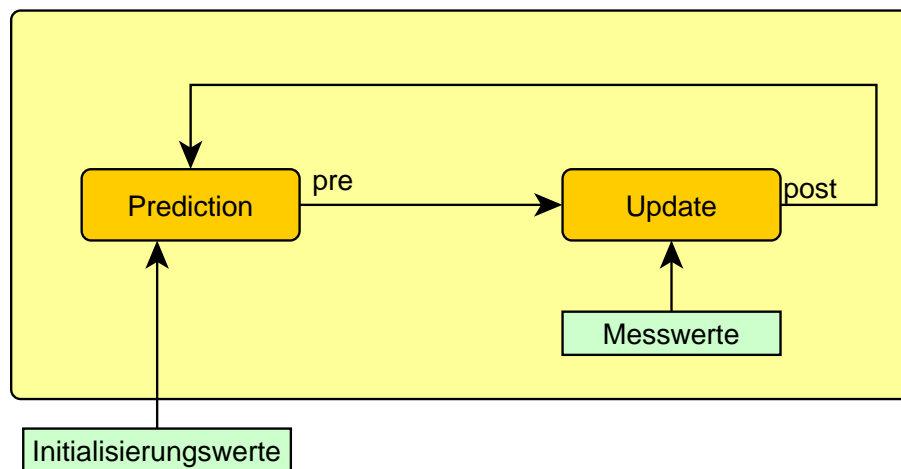 pre
Prediction
Update
post
Messwerte
Initialisierungswerte